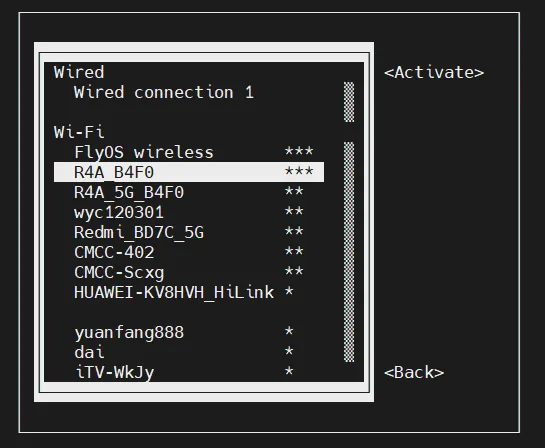 Wired <Activate>
Wired connection 1
Wi-Fi
FlyOS wireless ***
R4A_B4F0 ***
R4A_5G_B4F0 **
wyc120301 **
Redmi_BD7C_5G **
CMCC-402 **
CMCC-Scxg **
HUAWEI-KV8HVH_HiLink *
yuanfang888 *
dai *
iTV-WkJy * <Back>